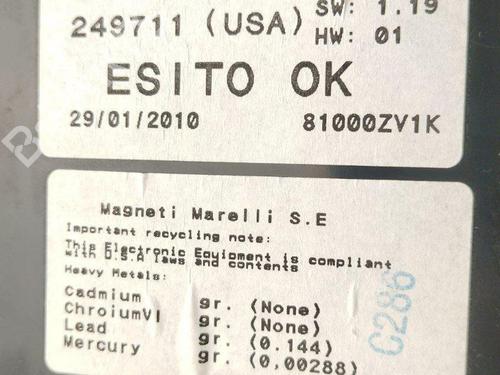 249711 (USA)
SW: 1.19
HW: 01
ESITO OK
29/01/2010 81000ZV1K
Magneti Marelli S.E
Important recycling note:
This Electronic Equipment is compliant
with U.S.A laws and contents
Heavy Metals:
Cadmium gr. (None)
ChroiumVI gr. (None)
Lead gr. (0.144)
Mercury gr. (0,00288)
C286